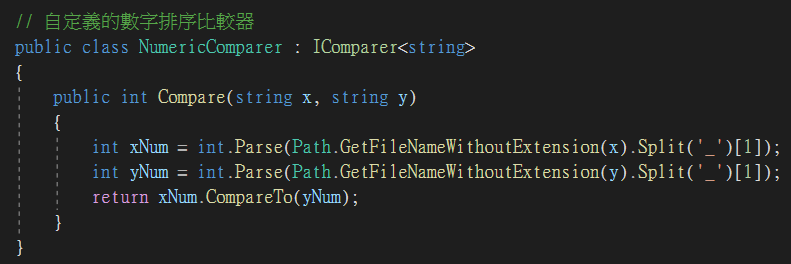 // 自定義的數字排序比較器
public class NumericComparer : IComparer<string>
{
    public int Compare(string x, string y)
    {
        int xNum = int.Parse(Path.GetFileNameWithoutExtension(x).Split('_')[1]);
        int yNum = int.Parse(Path.GetFileNameWithoutExtension(y).Split('_')[1]);
        return xNum.CompareTo(yNum);
    }
}